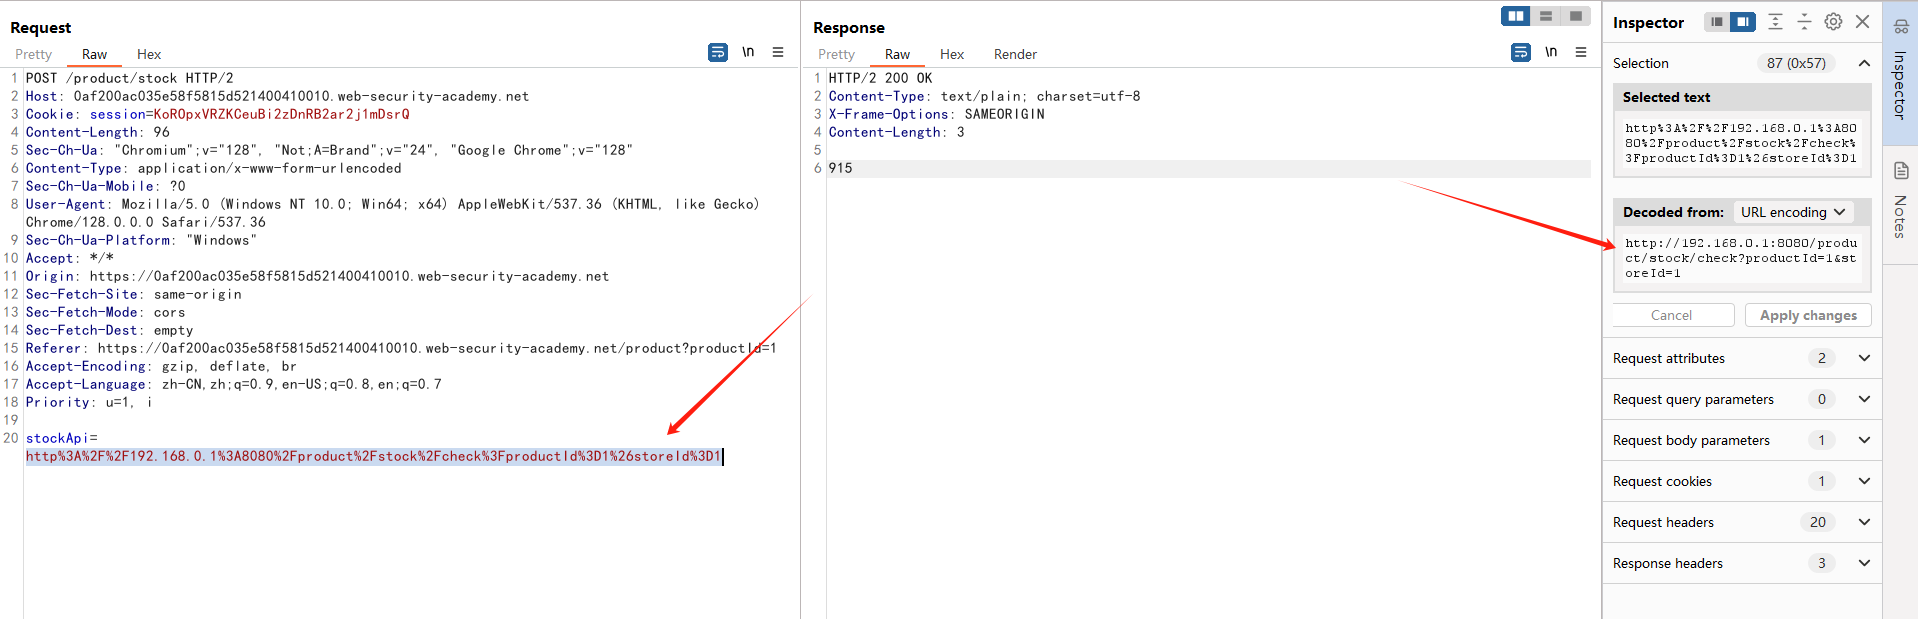 Request
Pretty Raw Hex
\n
1 POST /product/stock HTTP/2
2 Host: 0af200ac035e58f5815d521400410010.web-security-academy.net
3 Cookie: session=KoROpxVRZKCeuBi2zDnRB2ar2j1mDsrQ
4 Content-Length: 96
5 Sec-Ch-Ua: "Chromium";v="128", "Not;A=Brand";v="24", "Google Chrome";v="128"
6 Content-Type: application/x-www-form-urlencoded
7 Sec-Ch-Ua-Mobile: ?0
8 User-Agent: Mozilla/5.0 (Windows NT 10.0; Win64; x64) AppleWebKit/537.36 (KHTML, like Gecko)
Chrome/128.0.0.0 Safari/537.36
9 Sec-Ch-Ua-Platform: "Windows"
10 Accept: */*
11 Origin: https://0af200ac035e58f5815d521400410010.web-security-academy.net
12 Sec-Fetch-Site: same-origin
13 Sec-Fetch-Mode: cors
14 Sec-Fetch-Dest: empty
15 Referer: https://0af200ac035e58f5815d521400410010.web-security-academy.net/product?productId=1
16 Accept-Encoding: gzip, deflate, br
17 Accept-Language: zh-CN,zh;q=0.9,en-US;q=0.8,en;q=0.7
18 Priority: u=1, i
19
20 stockApi=
http%3A%2F%2F192.168.0.1%3A8080%2Fproduct%2Fstock%2Fcheck%3FproductId%3D1%26storeId%3D1
Response
Pretty Raw Hex Render
\n
1 HTTP/2 200 OK
2 Content-Type: text/plain; charset=utf-8
3 X-Frame-Options: SAMEORIGIN
4 Content-Length: 3
5
6 915
Inspector
Selection 87 (0x57)
Selected text
http%3A%2F%2F192.168.0.1%3A80
80%2Fproduct%2Fstock%2Fcheck%
3FproductId%3D1%26storeId%3D1
Decoded from: URL encoding
http://192.168.0.1:8080/produ
ct/stock/check?productId=1&st
oreId=1
Cancel Apply changes
Request attributes 2
Request query parameters 0
Request body parameters 1
Request cookies 1
Request headers 20
Response headers 3
Inspector
Notes